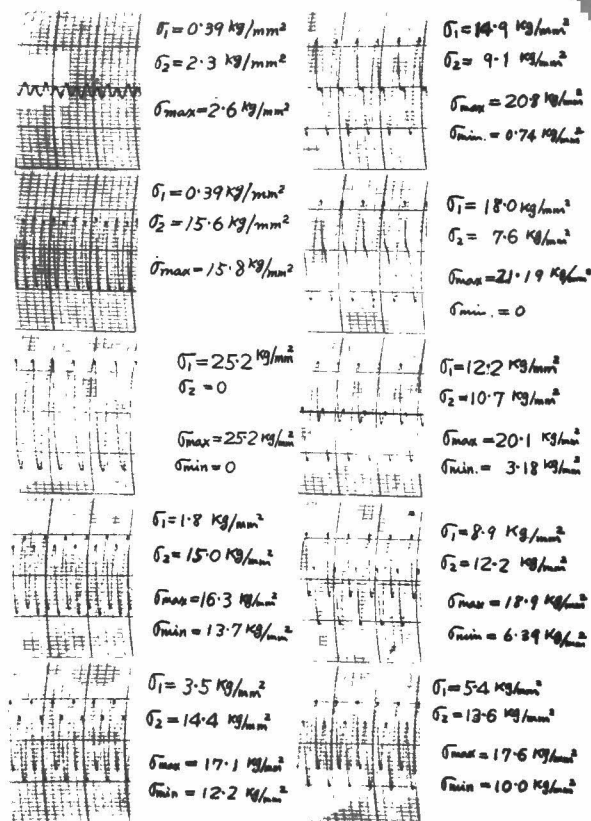 σ₁=0·39 kg/mm²
σ₂=2·3 kg/mm²
σmax=2·6 kg/mm²
σ₁=0·39 kg/mm²
σ₂=15·6 kg/mm²
σmax=15·8 kg/mm²
σ₁=25·2 kg/mm²
σ₂=0
σmax=25·2 kg/mm²
σmin=0
σ₁=1·8 kg/mm²
σ₂=15·0 kg/mm²
σmax=16·3 kg/mm²
σmin=13·7 kg/mm²
σ₁=3·5 kg/mm²
σ₂=14·4 kg/mm²
σmax=17·1 kg/mm²
σmin=12·2 kg/mm²
σ₁=14·9 kg/mm²
σ₂=9·1 kg/mm²
σmax=20·8 kg/mm²
σmin.=0·74 kg/mm²
σ₁=18·0 kg/mm²
σ₂=7·6 kg/mm²
σmax=21·19 kg/mm²
σmin.=0
σ₁=12·2 kg/mm²
σ₂=10·7 kg/mm²
σmax=20·1 kg/mm²
σmin.=3·18 kg/mm²
σ₁=8·9 kg/mm²
σ₂=12·2 kg/mm²
σmax=18·9 kg/mm²
σmin=6·39 kg/mm²
σ₁=5·4 kg/mm²
σ₂=13·6 kg/mm²
σmax=17·6 kg/mm²
σmin=10·0 kg/mm²